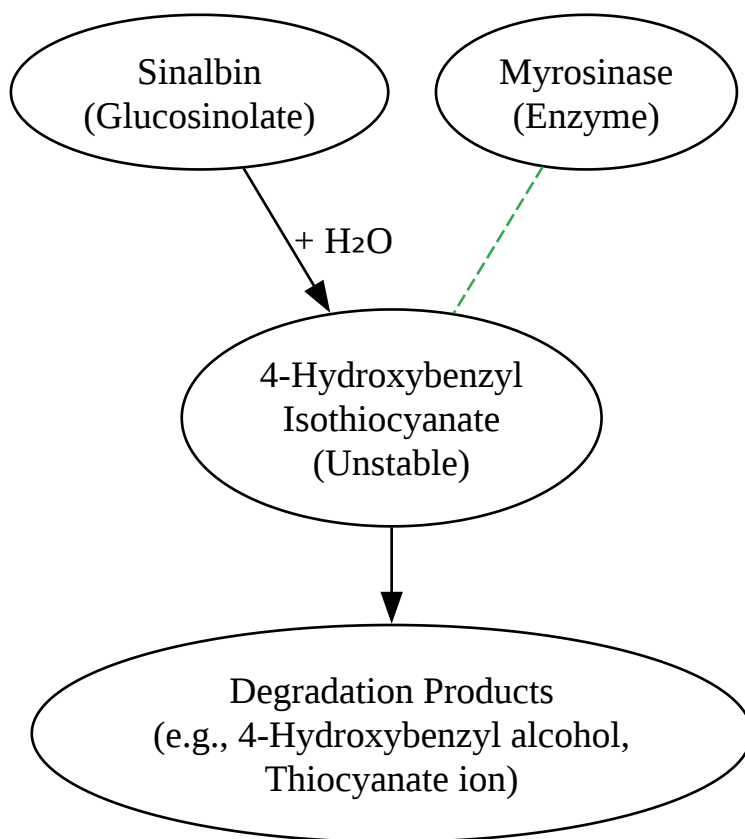 Sinalbin
(Glucosinolate)
Myrosinase
(Enzyme)
+ H₂O
4-Hydroxybenzyl
Isothiocyanate
(Unstable)
Degradation Products
(e.g., 4-Hydroxybenzyl alcohol,
Thiocyanate ion)